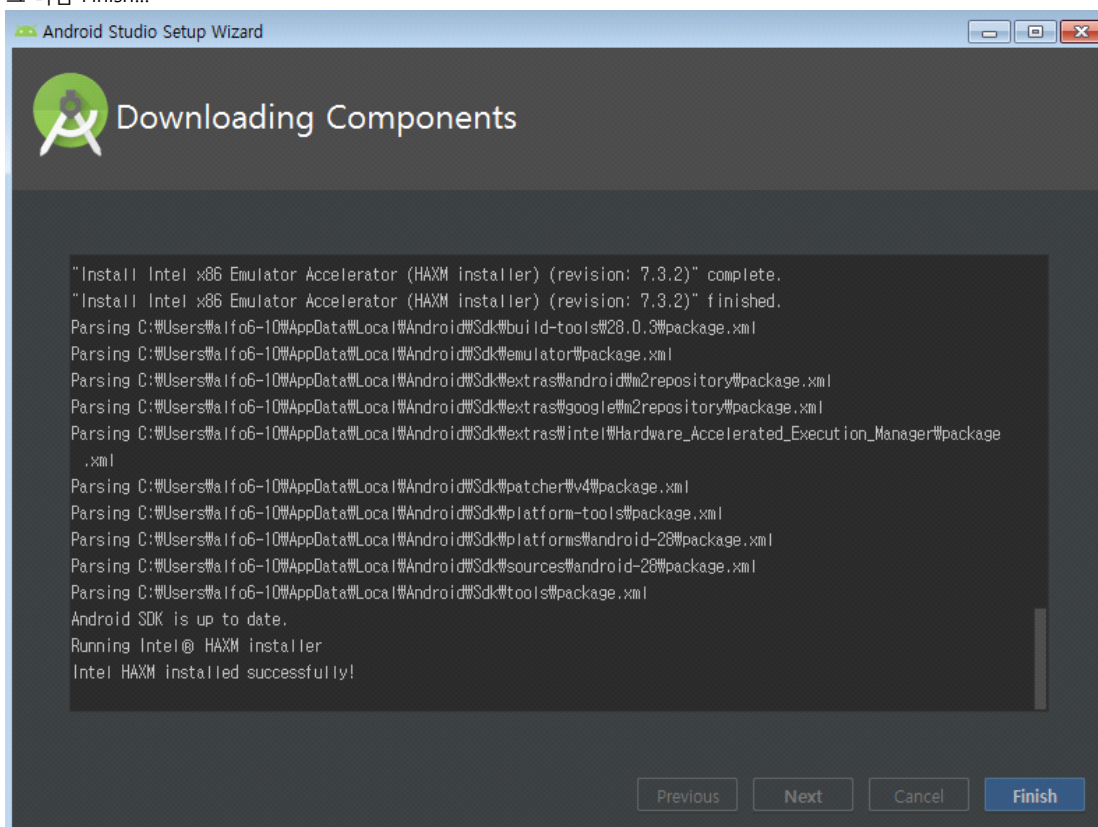 그 다음 Finish...
Android Studio Setup Wizard
Downloading Components
"Install Intel x86 Emulator Accelerator (HAXM installer) (revision: 7.3.2)" complete.
"Install Intel x86 Emulator Accelerator (HAXM installer) (revision: 7.3.2)" finished.
Parsing C:₩Users₩alfo6-10₩AppData₩Local₩Android₩Sdk₩build-tools₩28.0.3₩package.xml
Parsing C:₩Users₩alfo6-10₩AppData₩Local₩Android₩Sdk₩emulator₩package.xml
Parsing C:₩Users₩alfo6-10₩AppData₩Local₩Android₩Sdk₩extras₩android₩m2repository₩package.xml
Parsing C:₩Users₩alfo6-10₩AppData₩Local₩Android₩Sdk₩extras₩google₩m2repository₩package.xml
Parsing C:₩Users₩alfo6-10₩AppData₩Local₩Android₩Sdk₩extras₩intel₩Hardware_Accelerated_Execution_Manager₩package
.xml
Parsing C:₩Users₩alfo6-10₩AppData₩Local₩Android₩Sdk₩patcher₩v4₩package.xml
Parsing C:₩Users₩alfo6-10₩AppData₩Local₩Android₩Sdk₩platform-tools₩package.xml
Parsing C:₩Users₩alfo6-10₩AppData₩Local₩Android₩Sdk₩platforms₩android-28₩package.xml
Parsing C:₩Users₩alfo6-10₩AppData₩Local₩Android₩Sdk₩sources₩android-28₩package.xml
Parsing C:₩Users₩alfo6-10₩AppData₩Local₩Android₩Sdk₩tools₩package.xml
Android SDK is up to date.
Running Intel® HAXM installer
Intel HAXM installed successfully!
Previous Next Cancel Finish